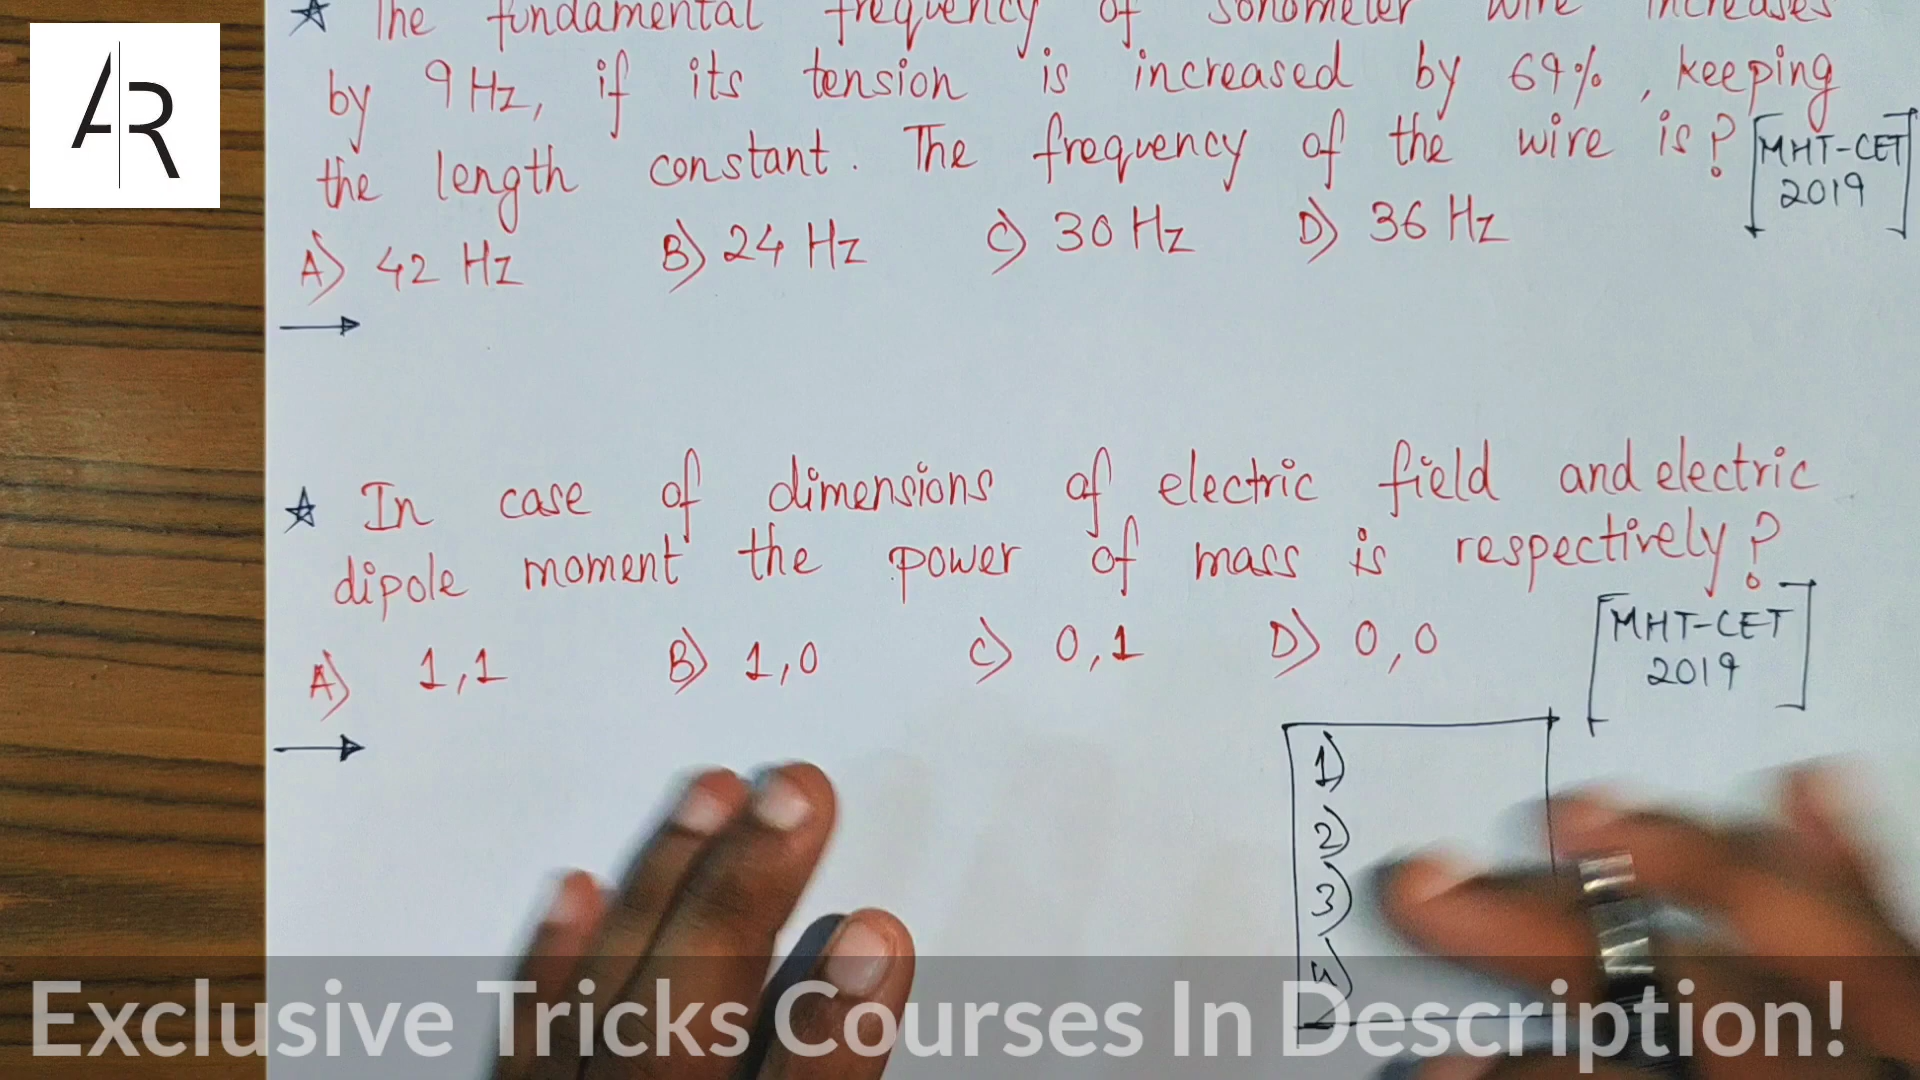 AR
☆ The fundamental frequency of sonometer wire increases
by 9 Hz, if its tension is increased by 69%, keeping
the length constant. The frequency of the wire is? [MHT-CET 2019]
A) 42 Hz B) 24 Hz C) 30 Hz D) 36 Hz
☆ In case of dimensions of electric field and electric
dipole moment the power of mass is respectively?
[MHT-CET 2019]
A) 1,1 B) 1,0 C) 0,1 D) 0,0
1)
2)
3)
4)
Exclusive Tricks Courses In Description!